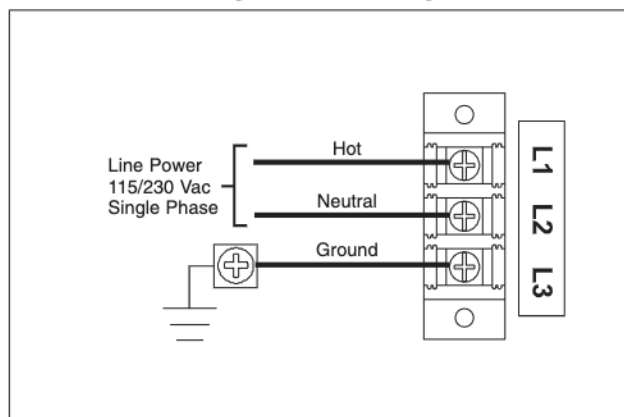 Hot
Line Power
115/230 Vac
Single Phase
Neutral
Ground
L1
L2
L3